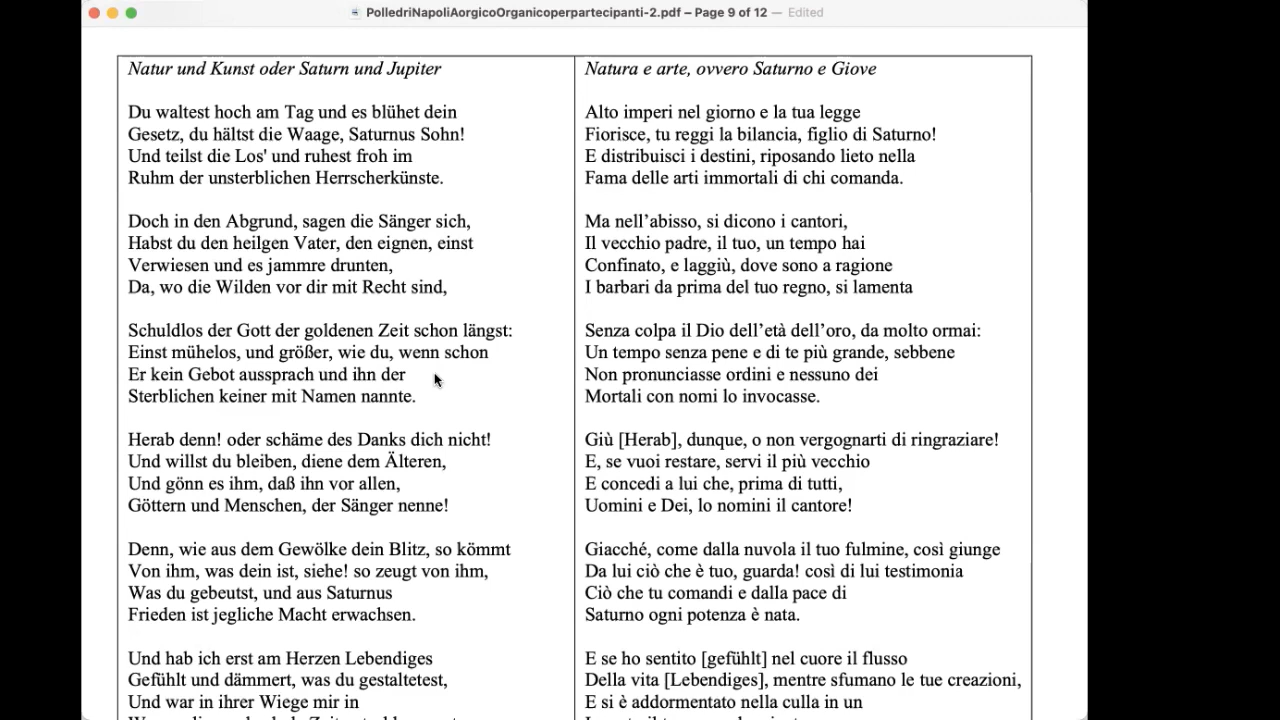 PolledriNapoliAorgicoOrganicoperpartecipanti-2.pdf – Page 9 of 12 — Edited
Natur und Kunst oder Saturn und Jupiter
Du waltest hoch am Tag und es blühet dein
Gesetz, du hältst die Waage, Saturnus Sohn!
Und teilst die Los' und ruhest froh im
Ruhm der unsterblichen Herrscherkünste.
Doch in den Abgrund, sagen die Sänger sich,
Habst du den heilgen Vater, den eignen, einst
Verwiesen und es jammre drunten,
Da, wo die Wilden vor dir mit Recht sind,
Schuldlos der Gott der goldenen Zeit schon längst:
Einst mühelos, und größer, wie du, wenn schon
Er kein Gebot aussprach und ihn der
Sterblichen keiner mit Namen nannte.
Herab denn! oder schäme des Danks dich nicht!
Und willst du bleiben, diene dem Älteren,
Und gönn es ihm, daß ihn vor allen,
Göttern und Menschen, der Sänger nenne!
Denn, wie aus dem Gewölke dein Blitz, so kömmt
Von ihm, was dein ist, siehe! so zeugt von ihm,
Was du gebeutst, und aus Saturnus
Frieden ist jegliche Macht erwachsen.
Und hab ich erst am Herzen Lebendiges
Gefühlt und dämmert, was du gestaltetest,
Und war in ihrer Wiege mir in
Natura e arte, ovvero Saturno e Giove
Alto imperi nel giorno e la tua legge
Fiorisce, tu reggi la bilancia, figlio di Saturno!
E distribuisci i destini, riposando lieto nella
Fama delle arti immortali di chi comanda.
Ma nell’abisso, si dicono i cantori,
Il vecchio padre, il tuo, un tempo hai
Confinato, e laggiù, dove sono a ragione
I barbari da prima del tuo regno, si lamenta
Senza colpa il Dio dell’età dell’oro, da molto ormai:
Un tempo senza pene e di te più grande, sebbene
Non pronunciasse ordini e nessuno dei
Mortali con nomi lo invocasse.
Giù [Herab], dunque, o non vergognarti di ringraziare!
E, se vuoi restare, servi il più vecchio
E concedi a lui che, prima di tutti,
Uomini e Dei, lo nomini il cantore!
Giacché, come dalla nuvola il tuo fulmine, così giunge
Da lui ciò che è tuo, guarda! così di lui testimonia
Ciò che tu comandi e dalla pace di
Saturno ogni potenza è nata.
E se ho sentito [gefühlt] nel cuore il flusso
Della vita [Lebendiges], mentre sfumano le tue creazioni,
E si è addormentato nella culla in un